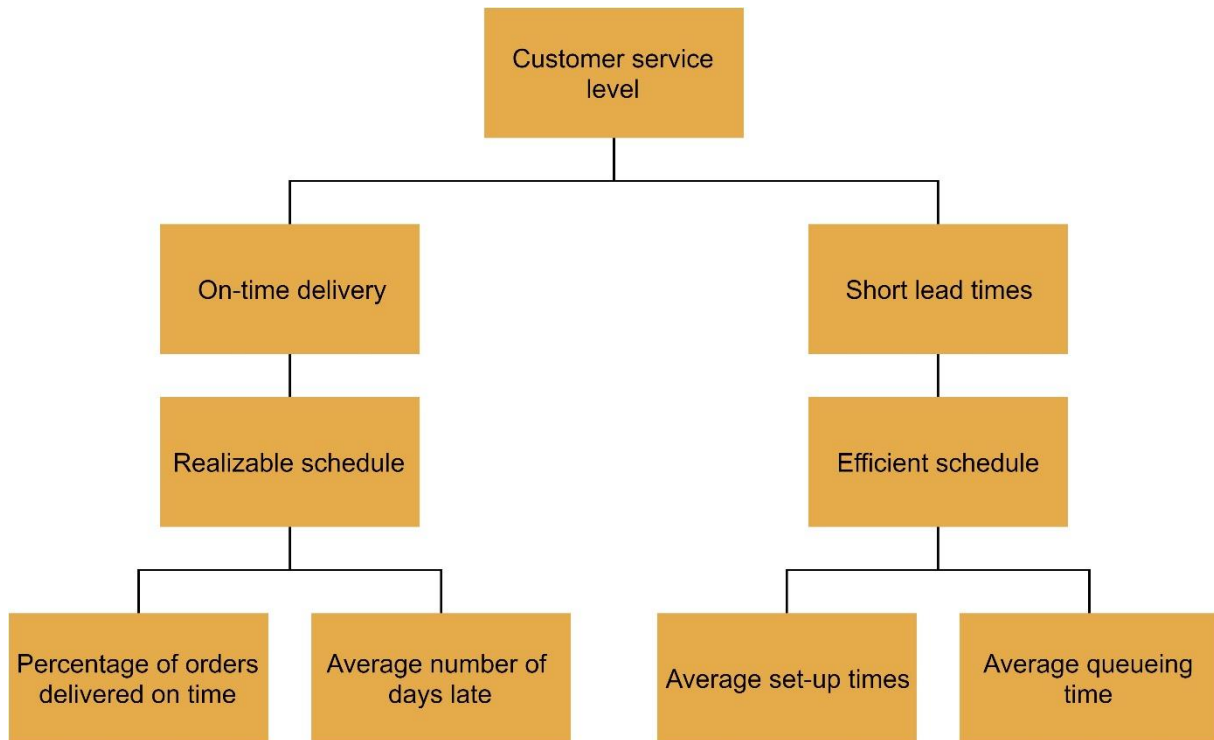 Customer service
level
On-time delivery
Short lead times
Realizable schedule
Efficient schedule
Percentage of orders
delivered on time
Average number of
days late
Average set-up times
Average queueing
time